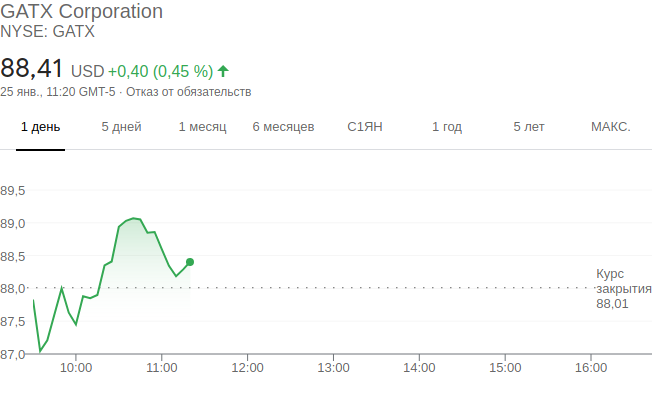 GATX Corporation
NYSE: GATX
88,41 USD +0,40 (0,45 %)
25 янв., 11:20 GMT-5 · Отказ от обязательств
1 день 5 дней 1 месяц 6 месяцев С1ЯН 1 год 5 лет МАКС.
89,5
89,0
88,5
88,0
87,5
87,0
Курс
закрытия
88,01
10:00 11:00 12:00 13:00 14:00 15:00 16:00